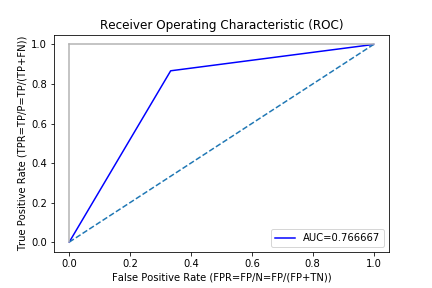 Receiver Operating Characteristic (ROC)
True Positive Rate (TPR=TP/P=TP/(TP+FN))
1.0
0.8
0.6
0.4
0.2
0.0
AUC=0.766667
0.0 0.2 0.4 0.6 0.8 1.0
False Positive Rate (FPR=FP/N=FP/(FP+TN))